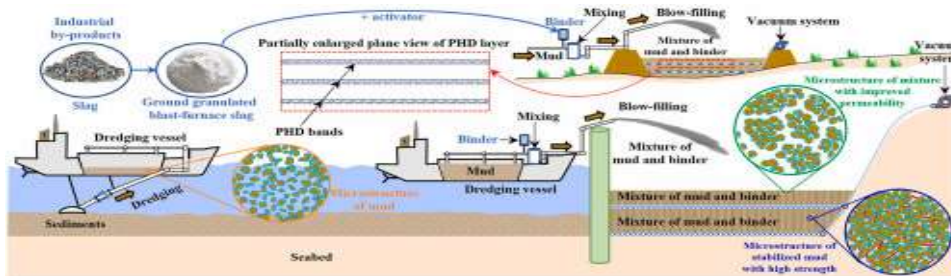 Industrial
by-products
+ activator
Binder
Mixing
Blow-filling
Vacuum system
Mud
Mixture of
mud and binder
Partially enlarged plane view of PHD layer
Slag
Ground granulated
blast-furnace slag
PHD bands
Vacuum
system
Microstructure of mixture
with improved
permeability
Dredging vessel
Mixing
Binder
Blow-filling
Mixture of
mud and binder
Mud
Dredging vessel
Dredging
Microstructure
of mud
Mixture of mud and binder
Mixture of mud and binder
Sediments
Seabed
Microstructure of
stabilized mud
with high strength